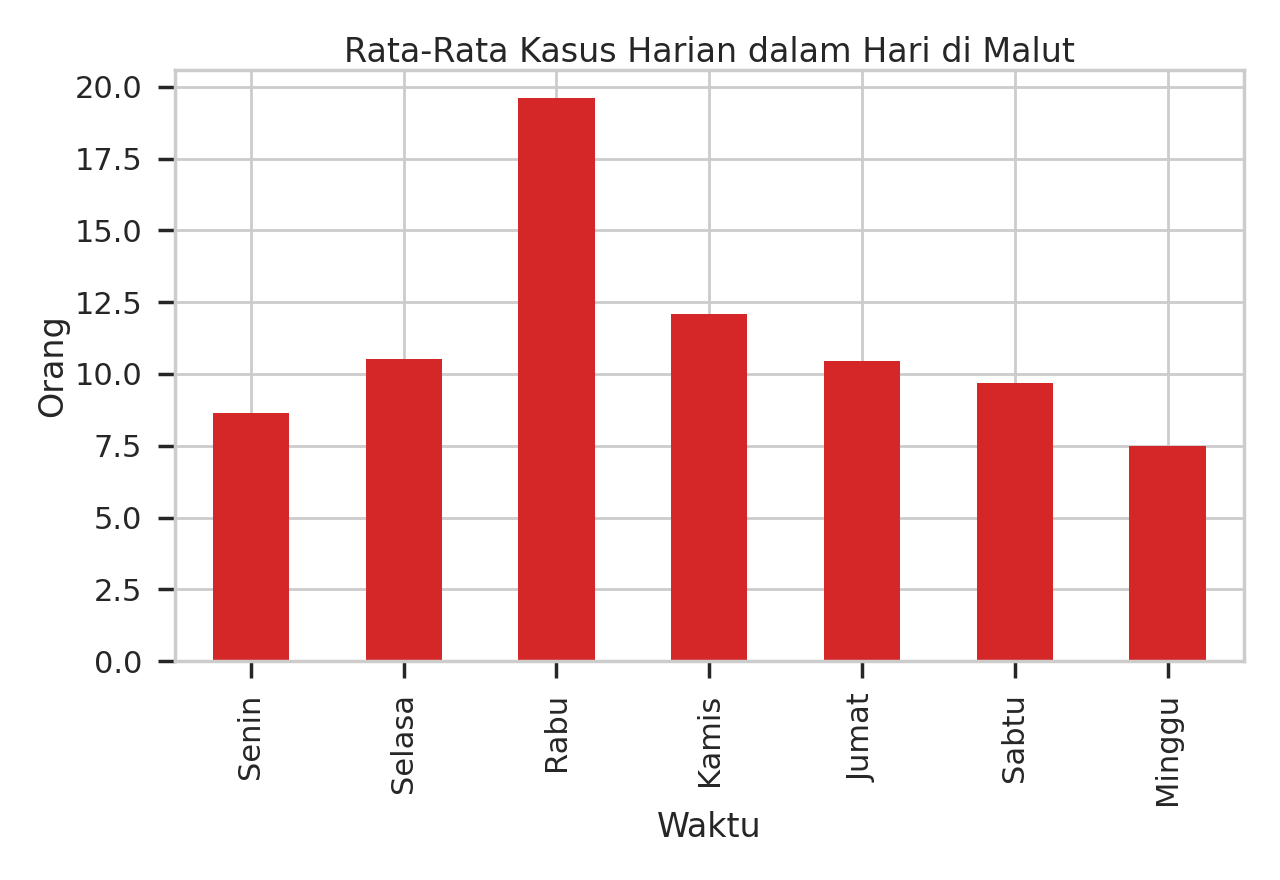 Rata-Rata Kasus Harian dalam Hari di Malut
20.0
17.5
15.0
12.5
10.0
7.5
5.0
2.5
0.0
Orang
Senin
Selasa
Rabu
Kamis
Jumat
Sabtu
Minggu
Waktu